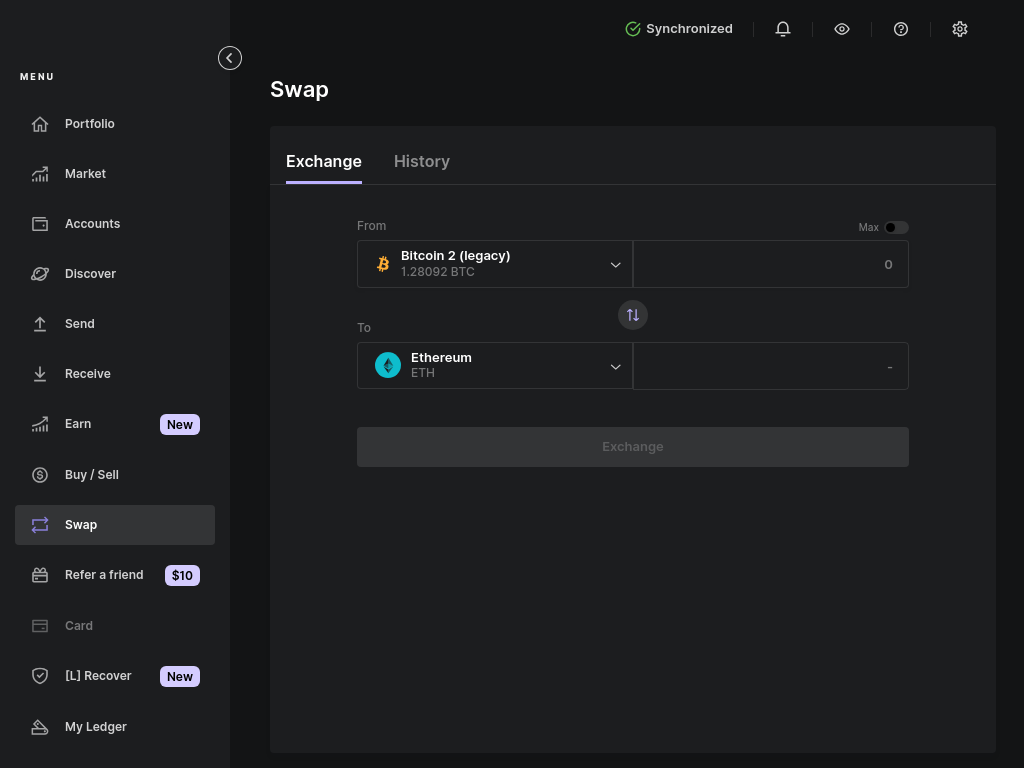 Synchronized
MENU
Portfolio
Market
Accounts
Discover
Send
Receive
Earn New
Buy / Sell
Swap
Refer a friend $10
Card
[L] Recover New
My Ledger
Swap
Exchange History
From Max
Bitcoin 2 (legacy)
1.28092 BTC
0
To
Ethereum
ETH
-
Exchange